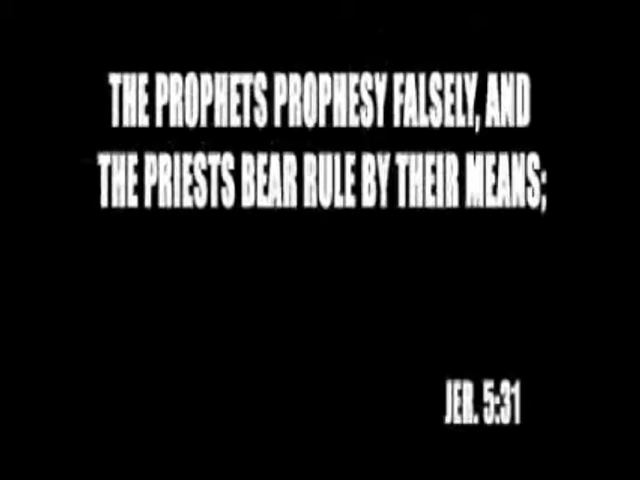 THE PROPHETS PROPHESY FALSELY, AND
THE PRIESTS BEAR RULE BY THEIR MEANS;
JER. 5:31